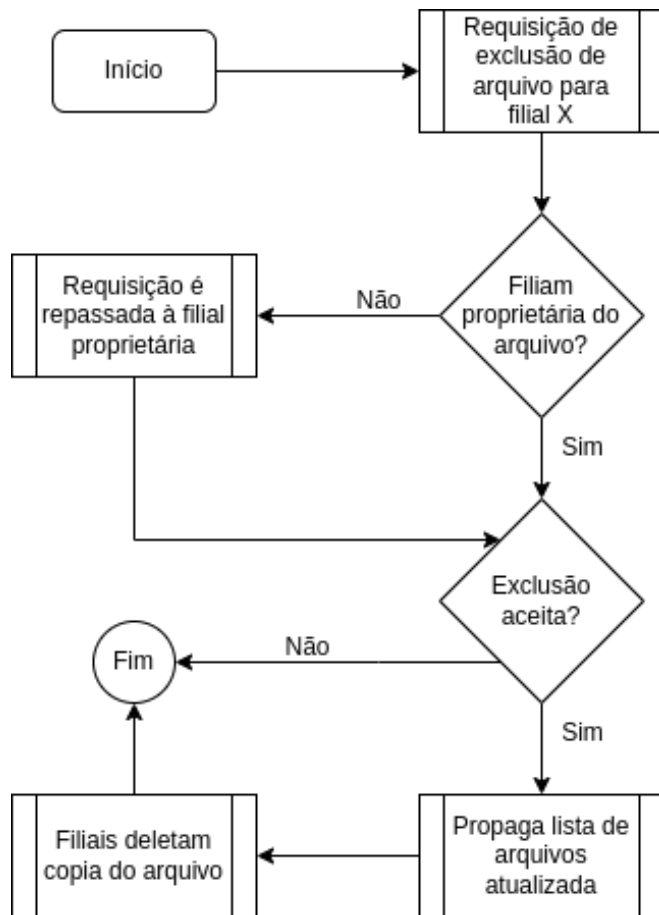 Início
Requisição de
exclusão de
arquivo para
filial X
Filiam
proprietária do
arquivo?
Não
Requisição é
repassada à filial
proprietária
Sim
Exclusão
aceita?
Não
Fim
Sim
Propaga lista de
arquivos
atualizada
Filiais deletam
copia do arquivo